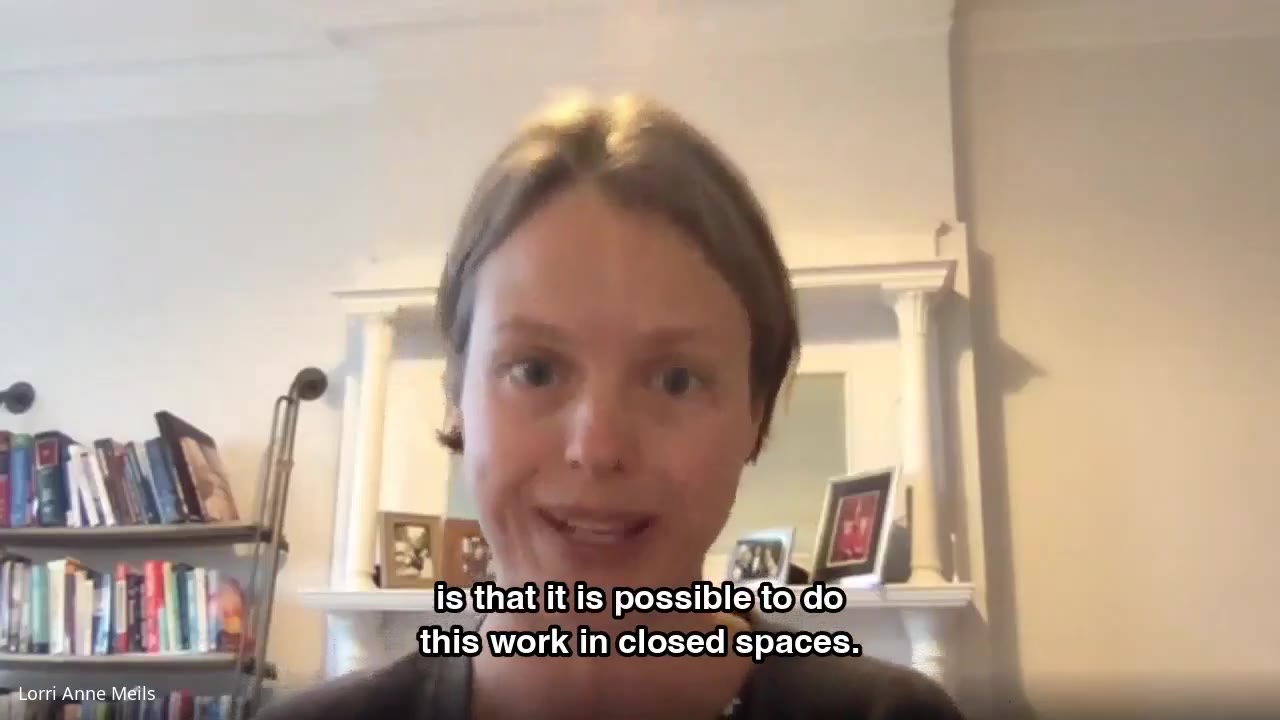 is that it is possible to do
this work in closed spaces.
Lorri Anne Meils